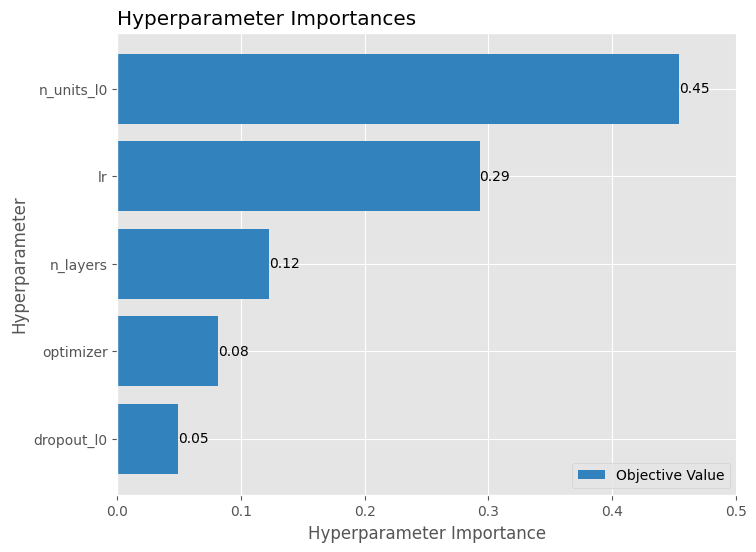 Hyperparameter Importances
Hyperparameter
n_units_l0
0.45
lr
0.29
n_layers
0.12
optimizer
0.08
dropout_l0
0.05
Objective Value
0.0
0.1
0.2
0.3
0.4
0.5
Hyperparameter Importance